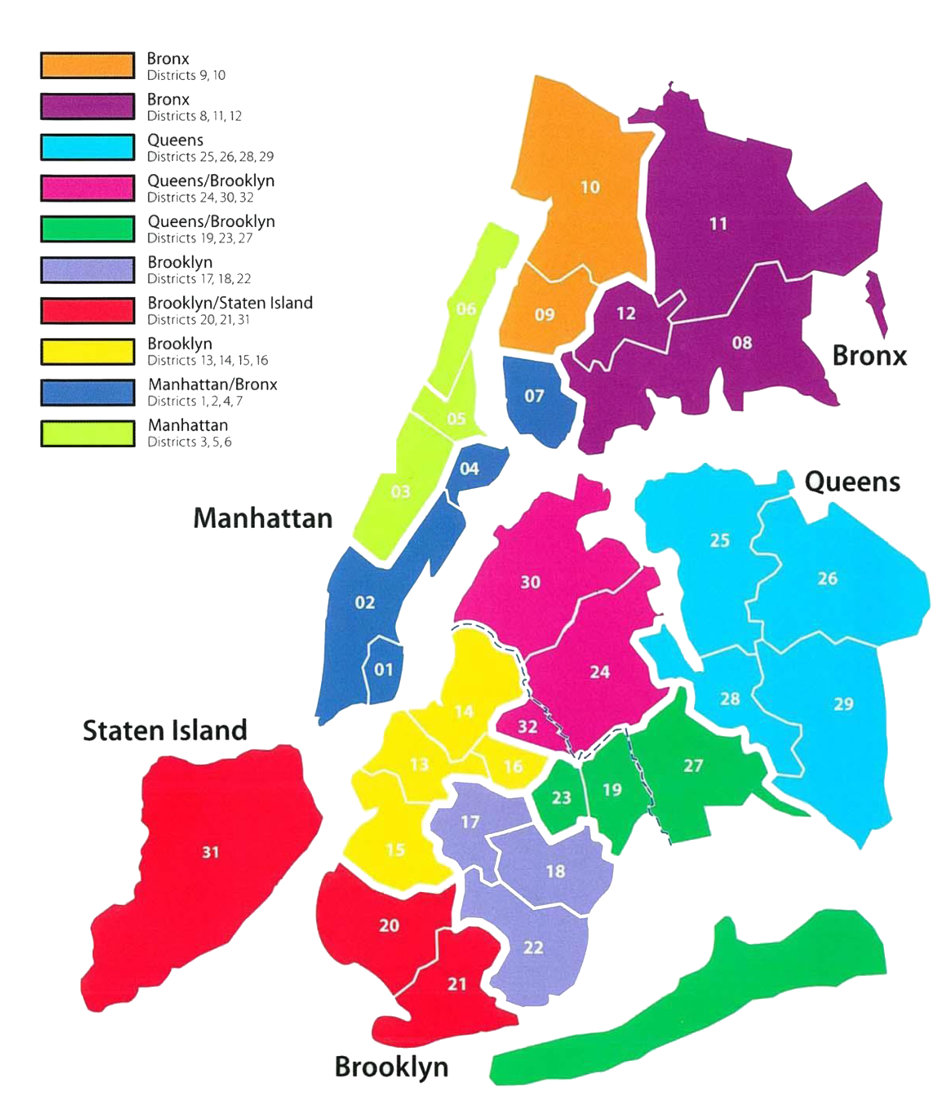 Bronx
Districts 9, 10
Bronx
Districts 8, 11, 12
Queens
Districts 25, 26, 28, 29
Queens/Brooklyn
Districts 24, 30, 32
Queens/Brooklyn
Districts 19, 23, 27
Brooklyn
Districts 17, 18, 22
Brooklyn/Staten Island
Districts 20, 21, 31
Brooklyn
Districts 13, 14, 15, 16
Manhattan/Bronx
Districts 1, 2, 4, 7
Manhattan
Districts 3, 5, 6
10
11
06
09
12
08
Bronx
07
05
04
03
Queens
Manhattan
25
30
26
02
01
24
28
29
14
32
Staten Island
13
16
27
23
19
17
31
15
18
20
22
21
Brooklyn